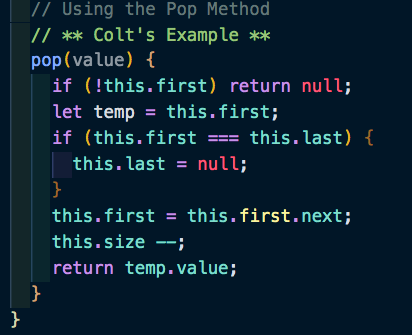 // Using the Pop Method
// ** Colt's Example **
pop(value) {
if (!this.first) return null;
let temp = this.first;
if (this.first === this.last) {
this.last = null;
}
this.first = this.first.next;
this.size --;
return temp.value;
}
}